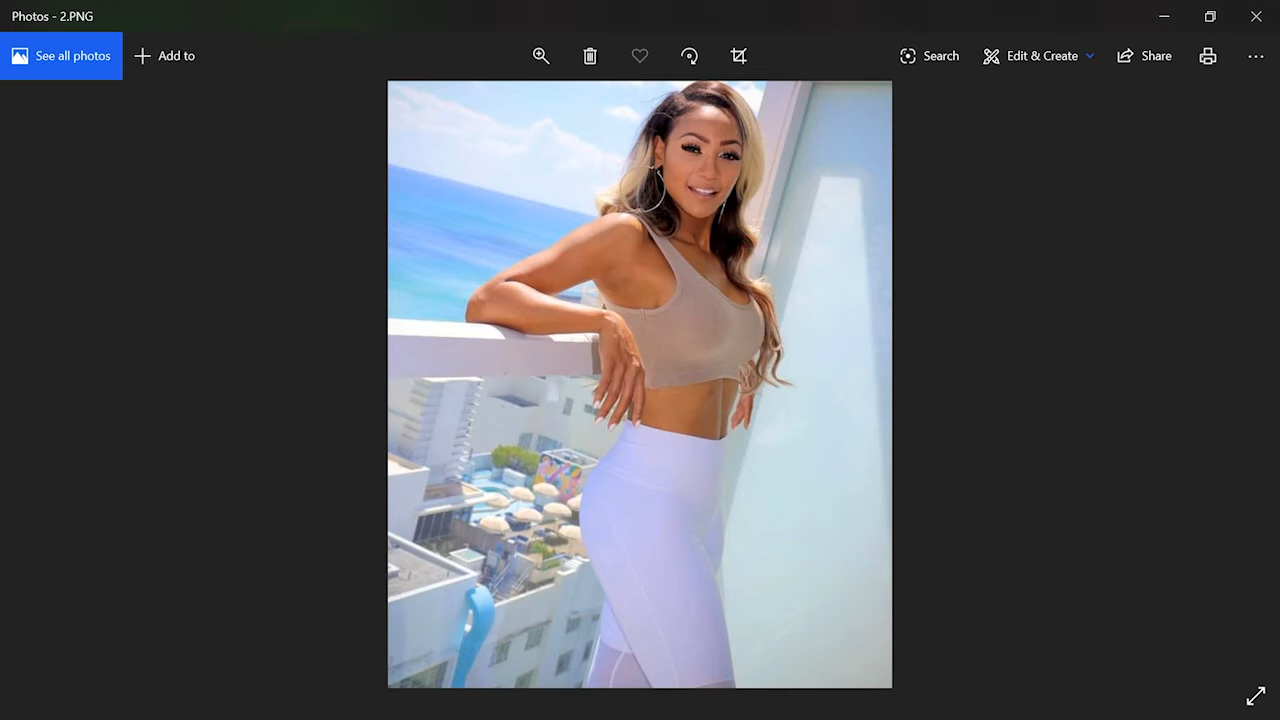 Photos - 2.PNG
See all photos
Add to
Search
Edit & Create
Share